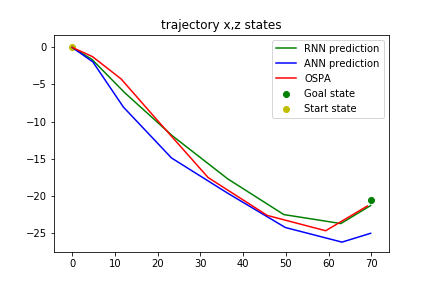 trajectory x,z states
RNN prediction
ANN prediction
OSPA
Goal state
Start state
0
−5
−10
−15
−20
−25
0 10 20 30 40 50 60 70